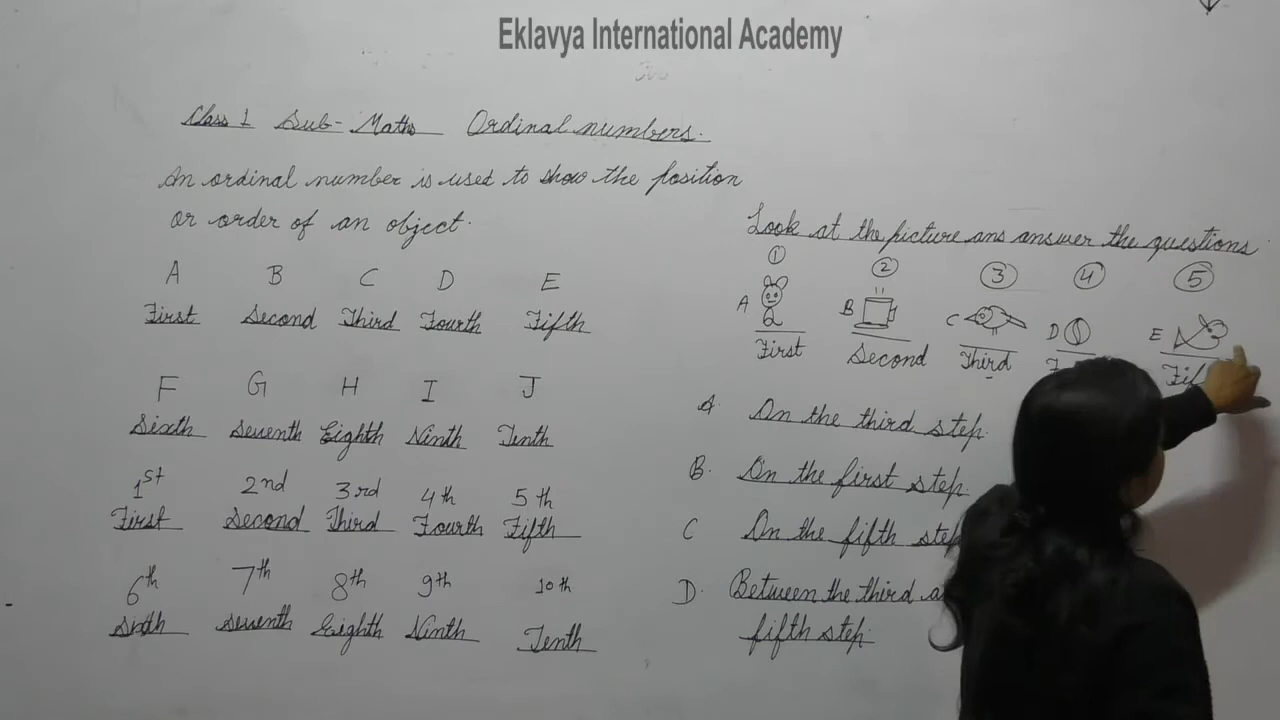 Eklavya International Academy
Class 1 Sub- Maths Ordinal numbers.
An ordinal number is used to show the position
or order of an object.
A B C D E
First Second Third Fourth Fifth
F G H I J
Sixth Seventh Eighth Ninth Tenth
1st 2nd 3rd 4th 5th
First Second Third Fourth Fifth
6th 7th 8th 9th 10th
Sixth Seventh Eighth Ninth Tenth
Look at the picture ans answer the questions
1 2 3 4 5
A B C D E
First Second Third
A. On the third step.
B. On the first step.
C On the fifth step
D. Between the third
fifth step.